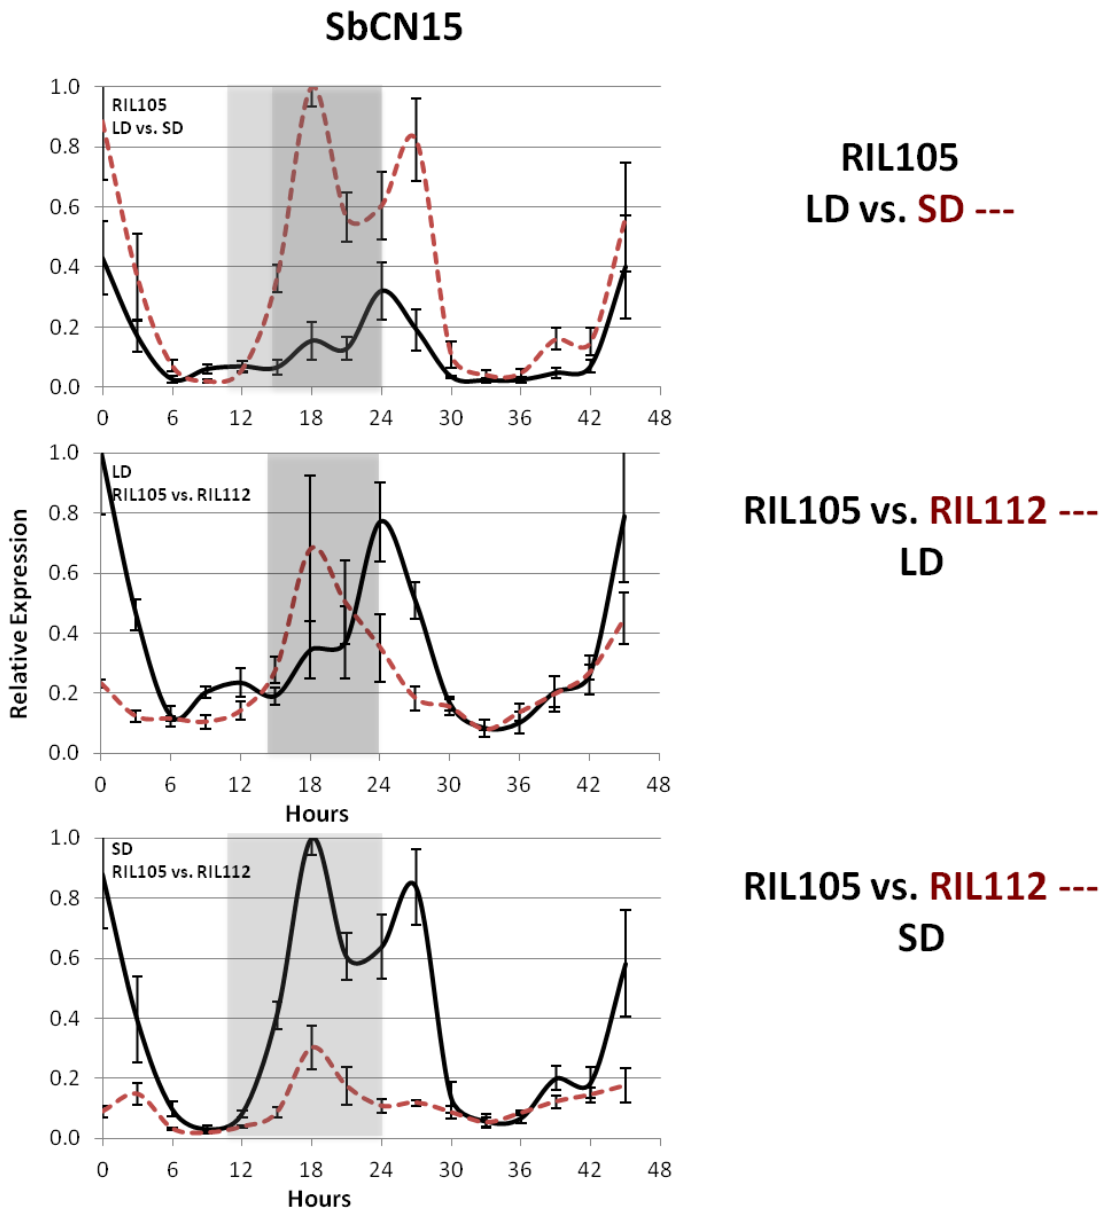 SbCN15
1.0
0.8
0.6
0.4
0.2
0.0
RIL105
LD vs. SD
0 6 12 18 24 30 36 42 48
RIL105
LD vs. SD ---
Relative Expression
1.0
0.8
0.6
0.4
0.2
0.0
LD
RIL105 vs. RIL112
0 6 12 18 24 30 36 42 48
Hours
RIL105 vs. RIL112 ---
LD
1.0
0.8
0.6
0.4
0.2
0.0
SD
RIL105 vs. RIL112
0 6 12 18 24 30 36 42 48
Hours
RIL105 vs. RIL112 ---
SD